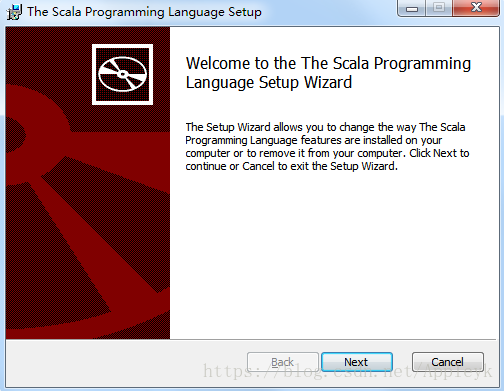 The Scala Programming Language Setup
Welcome to the The Scala Programming
Language Setup Wizard
The Setup Wizard allows you to change the way The Scala
Programming Language features are installed on your
computer or to remove it from your computer. Click Next to
continue or Cancel to exit the Setup Wizard.
Back Next Cancel
https://blog.csdn.net/Appleyk